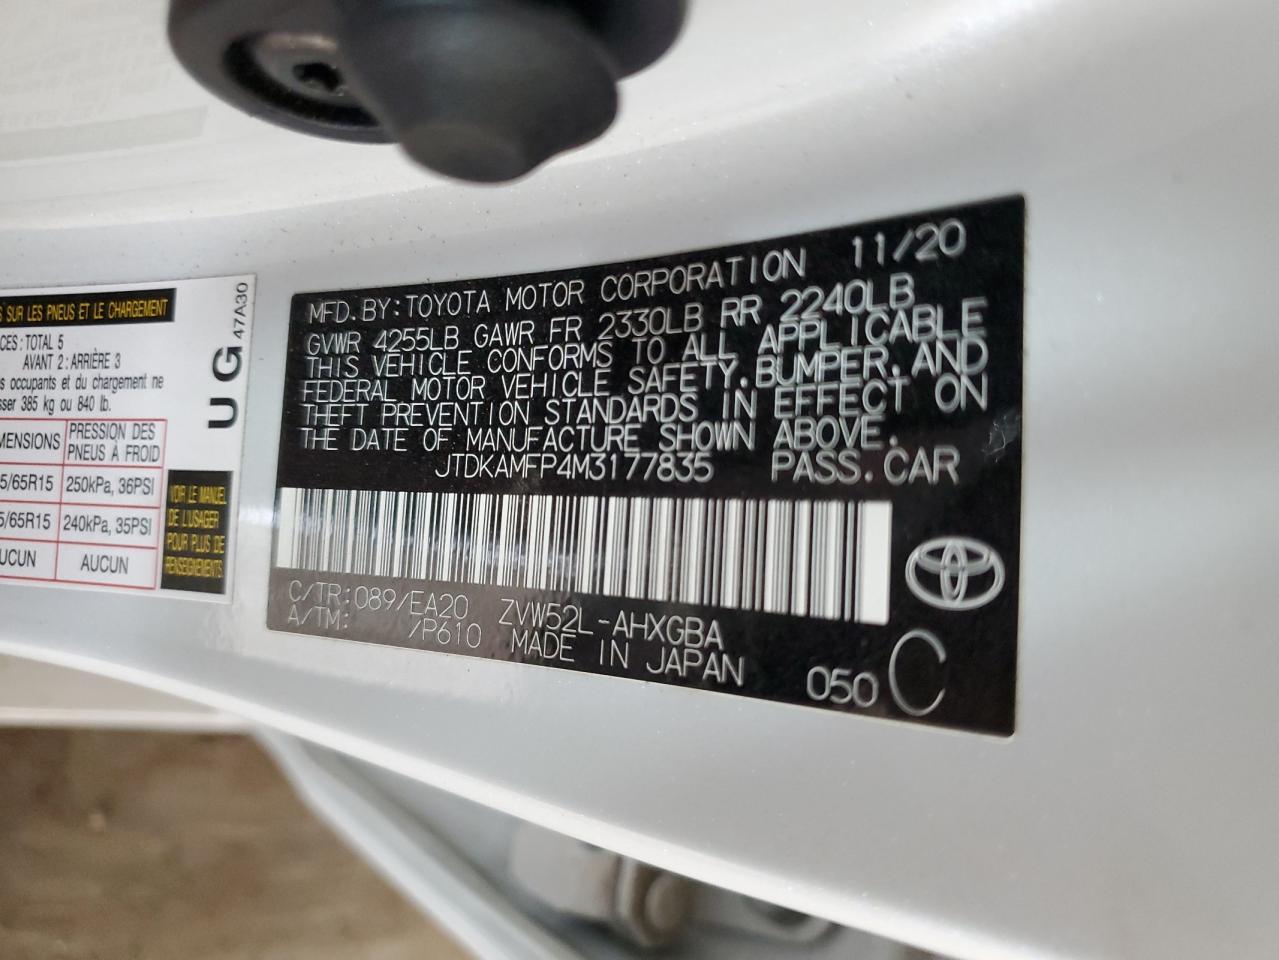 S SUR LES PNEUS ET LE CHARGEMENT
CES : TOTAL 5
AVANT 2 : ARRIÈRE 3
s occupants et du chargement ne
sser 385 kg ou 840 lb.
MENSIONS
PRESSION DES PNEUS À FROID
5/65R15
250kPa, 36PSI
5/65R15
240kPa, 35PSI
UCUN
AUCUN
VOIR LE MANUEL
DE L'USAGER
POUR PLUS DE
RENSEIGNEMENTS
UG
47A30
MFD.BY:TOYOTA MOTOR CORPORATION 11/20
GVWR 4255LB GAWR FR 2330LB RR 2240LB
THIS VEHICLE CONFORMS TO ALL APPLICABLE
FEDERAL MOTOR VEHICLE SAFETY,BUMPER,AND
THEFT PREVENTION STANDARDS IN EFFECT ON
THE DATE OF MANUFACTURE SHOWN ABOVE.
JTDKAMFP4M3177835 PASS.CAR
C/TR:089/EA20 ZVW52L-AHXGBA
A/TM: /P610 MADE IN JAPAN
050 C